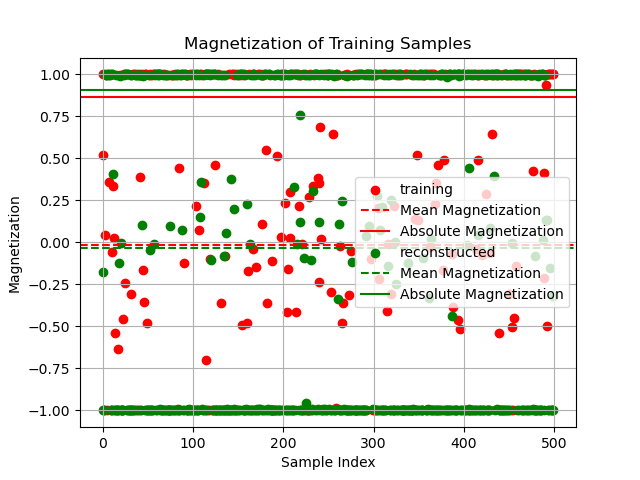 Magnetization of Training Samples
Magnetization
1.00
0.75
0.50
0.25
0.00
−0.25
−0.50
−0.75
−1.00
training
Mean Magnetization
Absolute Magnetization
reconstructed
Mean Magnetization
Absolute Magnetization
0 100 200 300 400 500
Sample Index